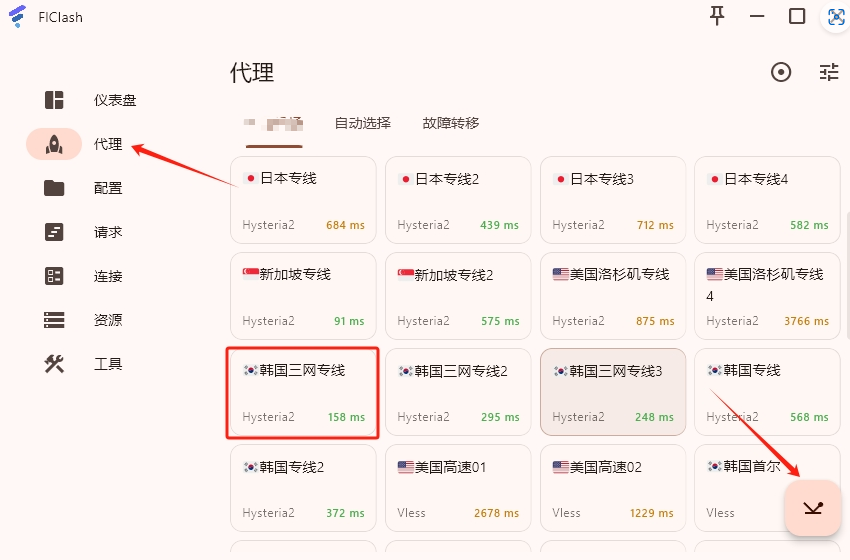 FlClash
代理
仪表盘
代理
配置
请求
连接
资源
工具
自动选择
故障转移
日本专线
Hysteria2
684 ms
日本专线2
Hysteria2
439 ms
日本专线3
Hysteria2
712 ms
日本专线4
Hysteria2
582 ms
新加坡专线
Hysteria2
91 ms
新加坡专线2
Hysteria2
575 ms
美国洛杉矶专线
Hysteria2
875 ms
美国洛杉矶专线
4
Hysteria2
3766 ms
韩国三网专线
Hysteria2
158 ms
韩国三网专线2
Hysteria2
295 ms
韩国三网专线3
Hysteria2
248 ms
韩国专线
Hysteria2
568 ms
韩国专线2
Hysteria2
372 ms
美国高速01
Vless
2678 ms
美国高速02
Vless
1229 ms
韩国首尔
Vless